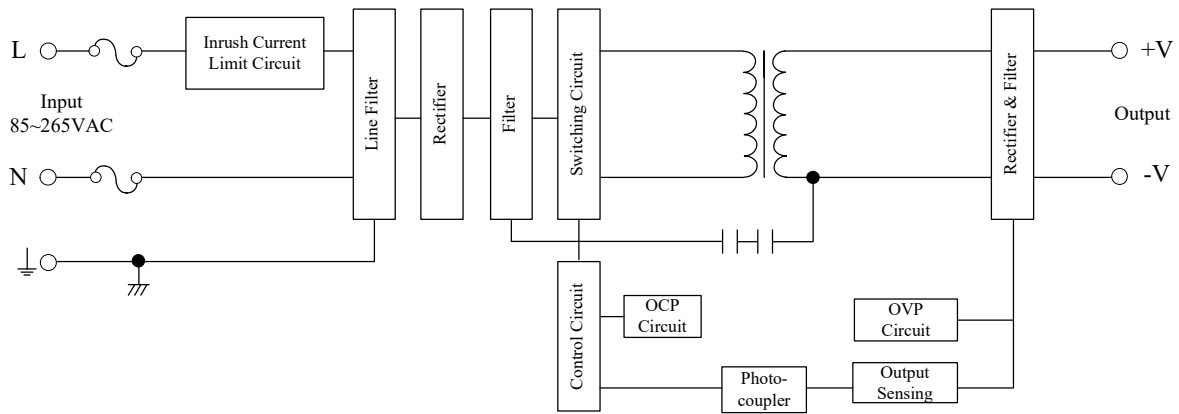 L
Inrush Current
Limit Circuit
Input
85~265VAC
N
Line Filter
Rectifier
Filter
Switching Circuit
Rectifier & Filter
+V
Output
-V
Control Circuit
OCP
Circuit
OVP
Circuit
Photo-
coupler
Output
Sensing